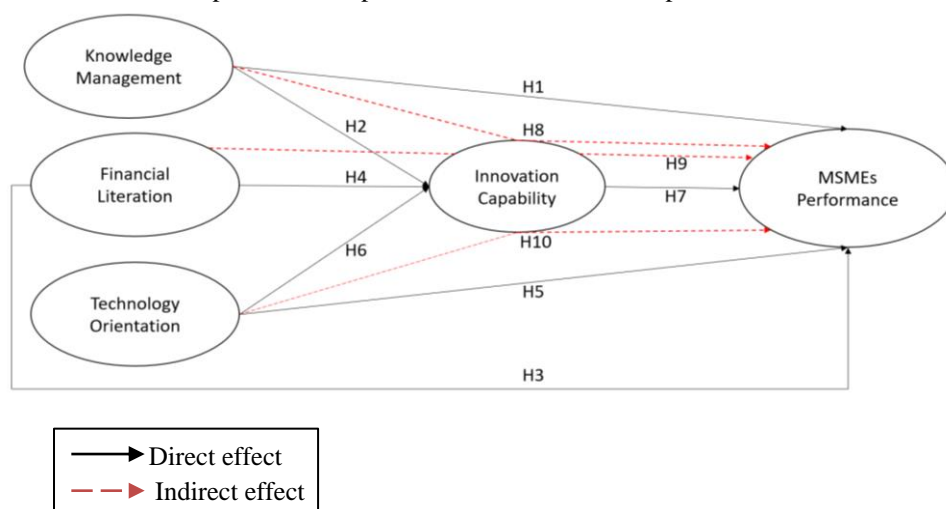 Knowledge
Management
H1
H2
H8
H9
Financial
Literation
H4
Innovation
Capability
H7
MSMEs
Performance
H6
H10
Technology
Orientation
H5
H3
Direct effect
Indirect effect